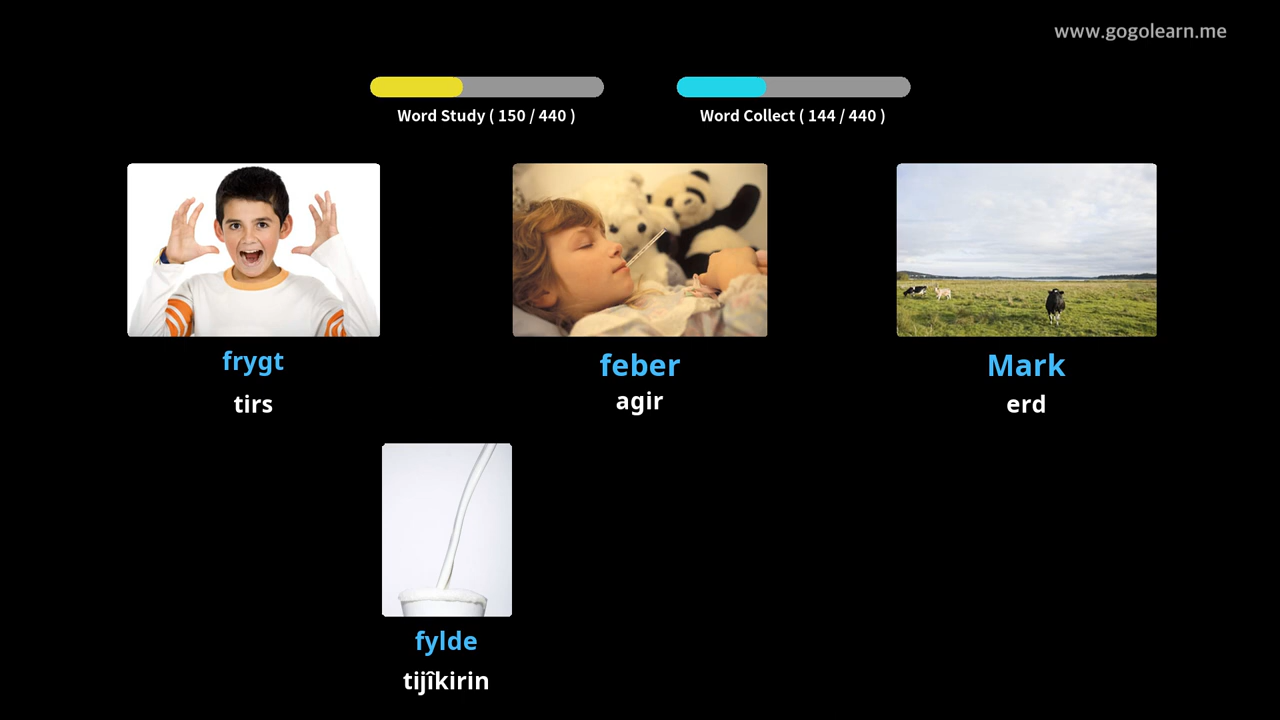 www.gogolearn.me
Word Study ( 150 / 440 )
Word Collect ( 144 / 440 )
frygt
tirs
feber
agir
Mark
erd
fylde
tijîkirin